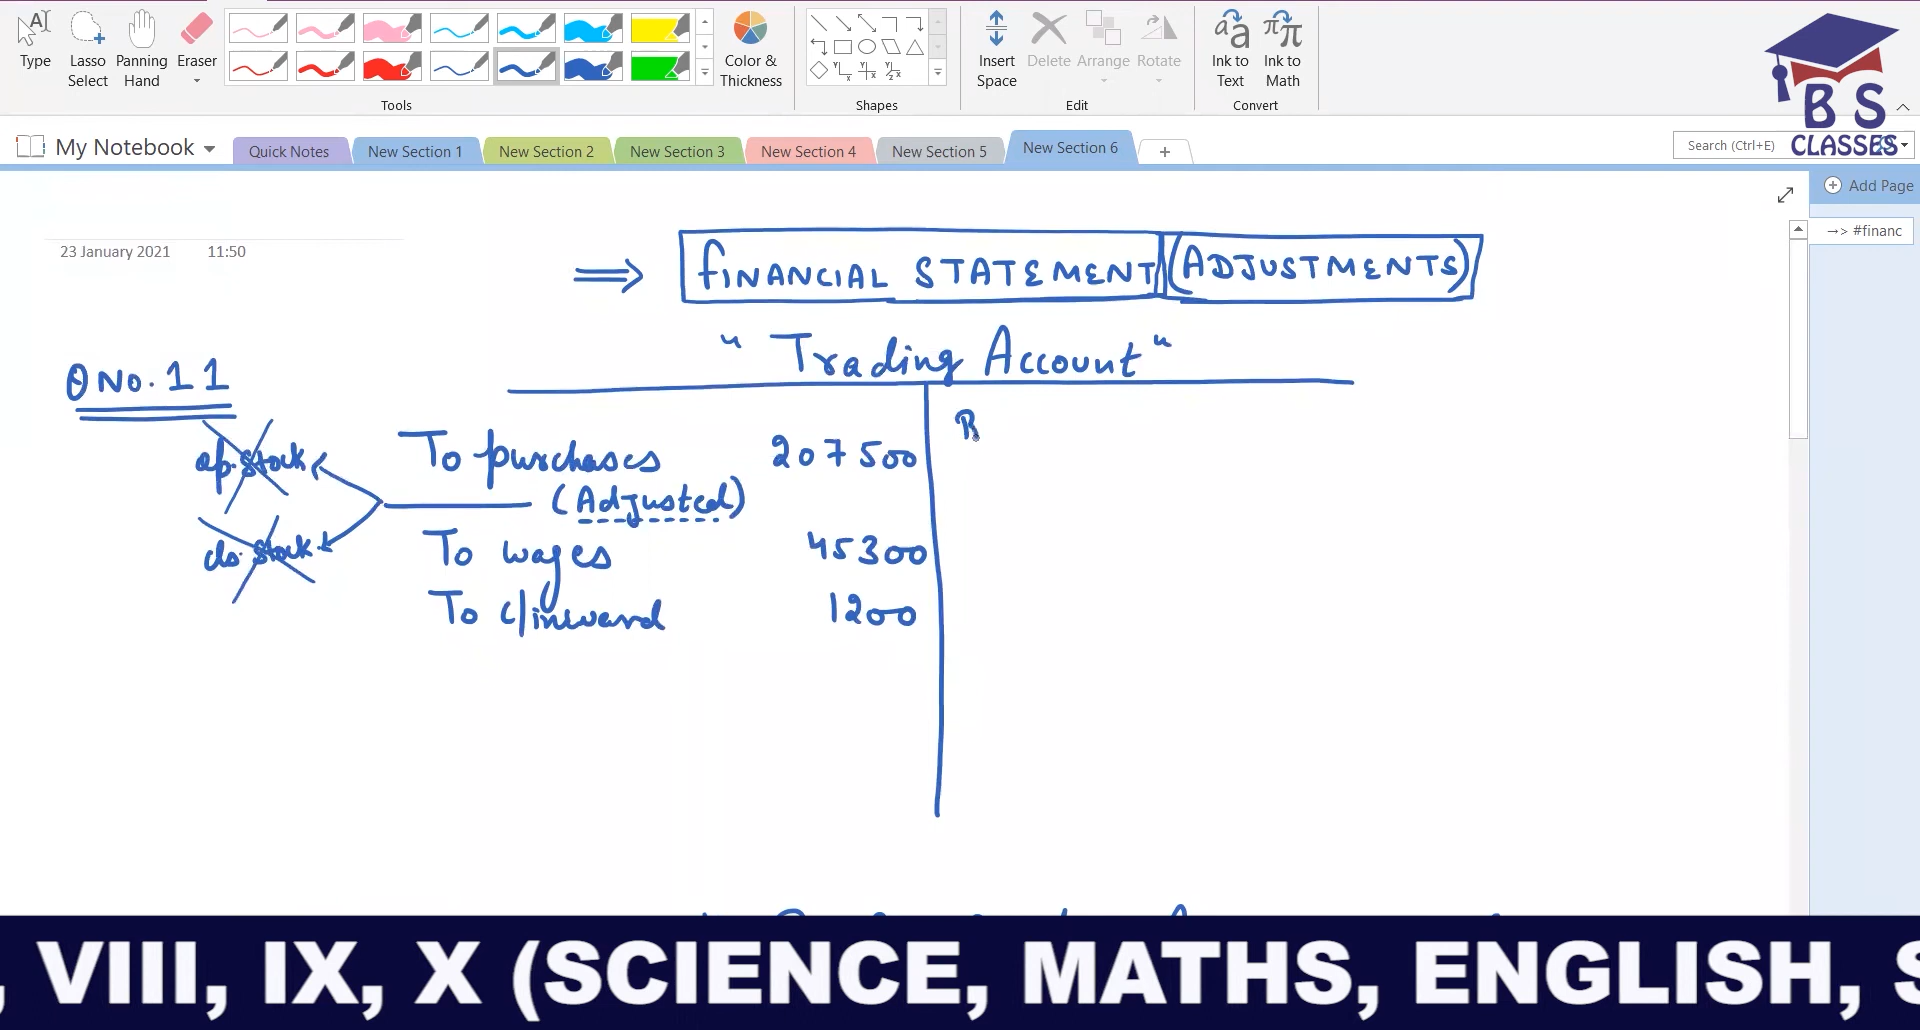 Type
Lasso Select
Panning Hand
Eraser
Color & Thickness
Insert Space
Delete
Arrange
Rotate
Ink to Text
Ink to Math
Tools
Shapes
Edit
Convert
BS
CLASSES
My Notebook
Quick Notes
New Section 1
New Section 2
New Section 3
New Section 4
New Section 5
New Section 6
Search (Ctrl+E)
Add Page
23 January 2021 11:50
-> #financ
⇒ FINANCIAL STATEMENT (ADJUSTMENTS)
"Trading Account"
Q No. 11
op. stock
clo. stock
To purchases 207500
(Adjusted)
To wages 45300
To c/inward 1200
B
, VIII, IX, X (SCIENCE, MATHS, ENGLISH, S